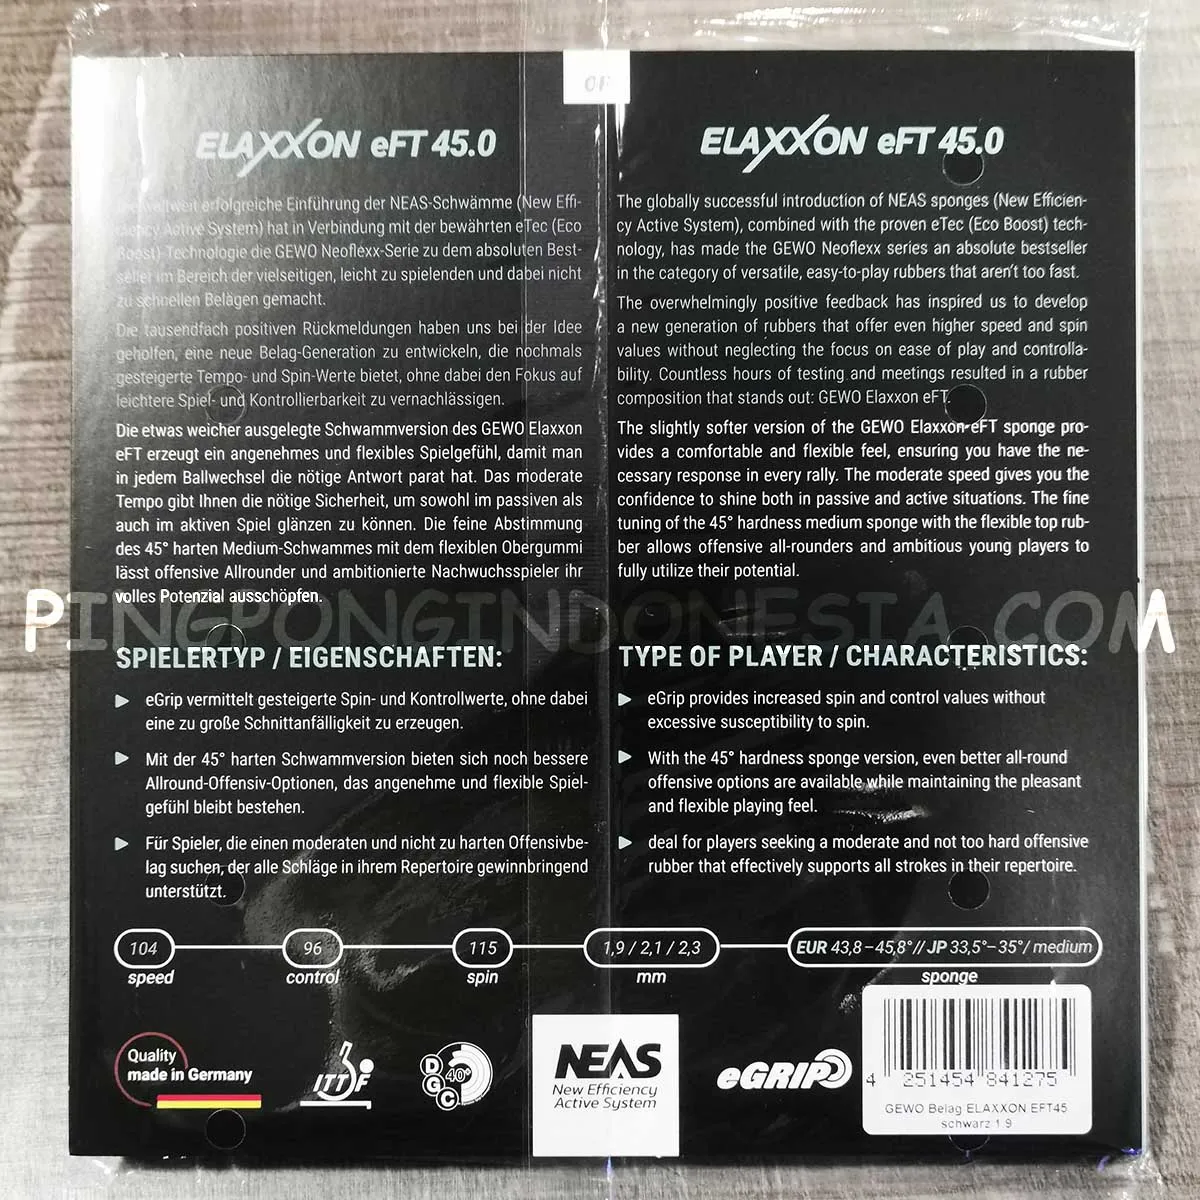 OF
ELAXXON eFT 45.0
Die weltweit erfolgreiche Einführung der NEAS-Schwämme (New Effi-
ciency Active System) hat in Verbindung mit der bewährten eTec (Eco
Boost)-Technologie die GEWO Neoflexx-Serie zu dem absoluten Best-
seller im Bereich der vielseitigen, leicht zu spielenden und dabei nicht
zu schnellen Belägen gemacht.
Die tausendfach positiven Rückmeldungen haben uns bei der Idee
geholfen, eine neue Belag-Generation zu entwickeln, die nochmals
gesteigerte Tempo- und Spin-Werte bietet, ohne dabei den Fokus auf
leichtere Spiel- und Kontrollierbarkeit zu vernachlässigen.
Die etwas weicher ausgelegte Schwammversion des GEWO Elaxxon
eFT erzeugt ein angenehmes und flexibles Spielgefühl, damit man
in jedem Ballwechsel die nötige Antwort parat hat. Das moderate
Tempo gibt Ihnen die nötige Sicherheit, um sowohl im passiven als
auch im aktiven Spiel glänzen zu können. Die feine Abstimmung
des 45° harten Medium-Schwammes mit dem flexiblen Obergummi
lässt offensive Allrounder und ambitionierte Nachwuchsspieler ihr
volles Potenzial ausschöpfen.
SPIELERTYP / EIGENSCHAFTEN:
eGrip vermittelt gesteigerte Spin- und Kontrollwerte, ohne dabei
eine zu große Schnittanfälligkeit zu erzeugen.
Mit der 45° harten Schwammversion bieten sich noch bessere
Allround-Offensiv-Optionen, das angenehme und flexible Spiel-
gefühl bleibt bestehen.
Für Spieler, die einen moderaten und nicht zu harten Offensivbe-
lag suchen, der alle Schläge in ihrem Repertoire gewinnbringend
unterstützt.
ELAXXON eFT 45.0
The globally successful introduction of NEAS sponges (New Efficien-
cy Active System), combined with the proven eTec (Eco Boost) tech-
nology, has made the GEWO Neoflexx series an absolute bestseller
in the category of versatile, easy-to-play rubbers that aren't too fast.
The overwhelmingly positive feedback has inspired us to develop
a new generation of rubbers that offer even higher speed and spin
values without neglecting the focus on ease of play and controlla-
bility. Countless hours of testing and meetings resulted in a rubber
composition that stands out: GEWO Elaxxon eFT.
The slightly softer version of the GEWO Elaxxon eFT sponge pro-
vides a comfortable and flexible feel, ensuring you have the ne-
cessary response in every rally. The moderate speed gives you the
confidence to shine both in passive and active situations. The fine
tuning of the 45° hardness medium sponge with the flexible top rub-
ber allows offensive all-rounders and ambitious young players to
fully utilize their potential.
TYPE OF PLAYER / CHARACTERISTICS:
eGrip provides increased spin and control values without
excessive susceptibility to spin.
With the 45° hardness sponge version, even better all-round
offensive options are available while maintaining the pleasant
and flexible playing feel.
deal for players seeking a moderate and not too hard offensive
rubber that effectively supports all strokes in their repertoire.
PINGPONGINDONESIA.COM
104 96 115 1,9 / 2,1 / 2,3 EUR 43,8–45,8°// JP 33,5°–35°/ medium
speed control spin mm sponge
Quality
made in Germany
ITTF
DGC 40+
NEAS
New Efficiency
Active System
eGRIP
4 251454 841275
GEWO Belag ELAXXON EFT45
schwarz 1.9